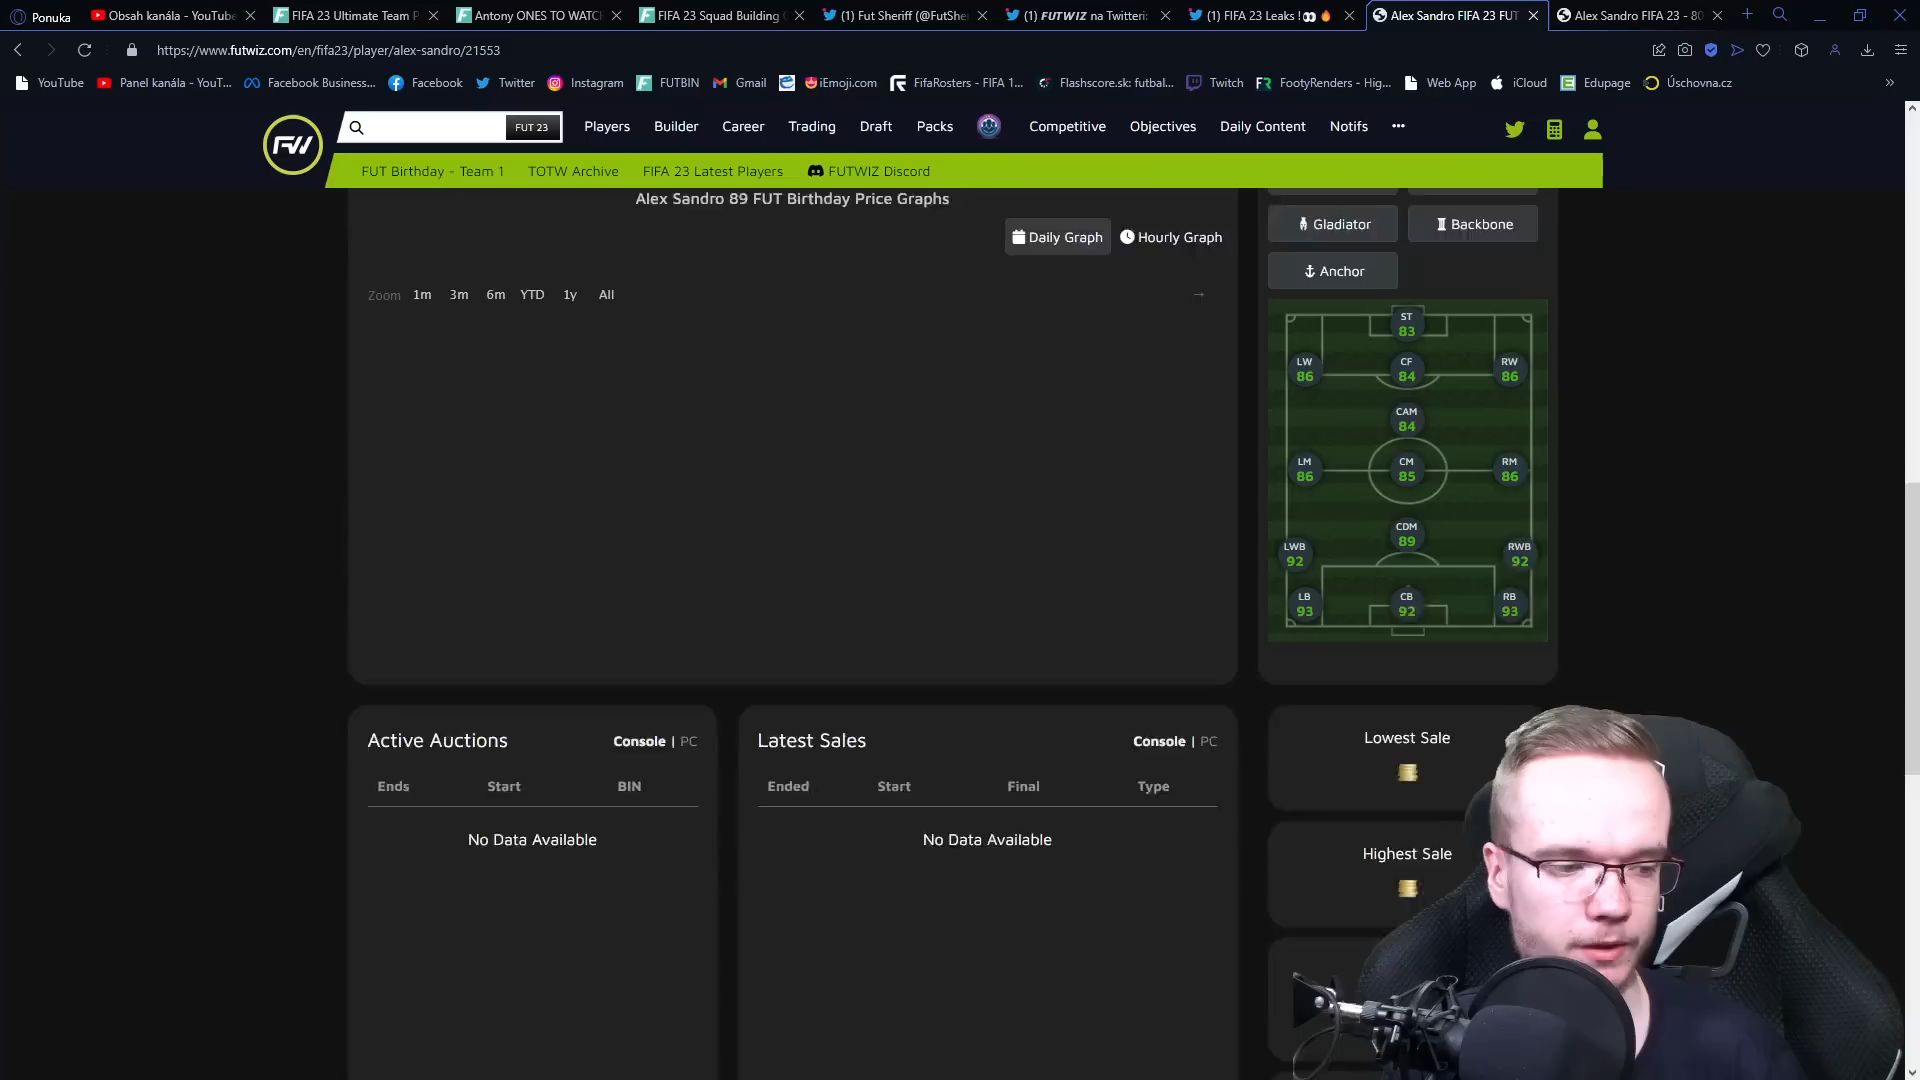 Ponuka
Obsah kanála - YouTube
FIFA 23 Ultimate Team P
Antony ONES TO WATCH
FIFA 23 Squad Building
(1) Fut Sheriff (@FutShe
(1) FUTWIZ na Twitteri:
(1) FIFA 23 Leaks !
Alex Sandro FIFA 23 FUT
Alex Sandro FIFA 23 - 80
https://www.futwiz.com/en/fifa23/player/alex-sandro/21553
YouTube
Panel kanála - YouT...
Facebook Business...
Facebook
Twitter
Instagram
FUTBIN
Gmail
iEmoji.com
FifaRosters - FIFA 1...
Flashscore.sk: futbal...
Twitch
FootyRenders - Hig...
Web App
iCloud
Edupage
Úschovna.cz
FW
FUT 23
Players
Builder
Career
Trading
Draft
Packs
Competitive
Objectives
Daily Content
Notifs
FUT Birthday - Team 1
TOTW Archive
FIFA 23 Latest Players
FUTWIZ Discord
Alex Sandro 89 FUT Birthday Price Graphs
Daily Graph
Hourly Graph
Zoom 1m 3m 6m YTD 1y All
→
Gladiator
Backbone
Anchor
ST
83
LW CF RW
86 84 86
CAM
84
LM CM RM
86 85 86
CDM
89
LWB RWB
92 92
LB CB RB
93 92 93
Active Auctions
Console | PC
Ends Start BIN
No Data Available
Latest Sales
Console | PC
Ended Start Final Type
No Data Available
Lowest Sale
Highest Sale